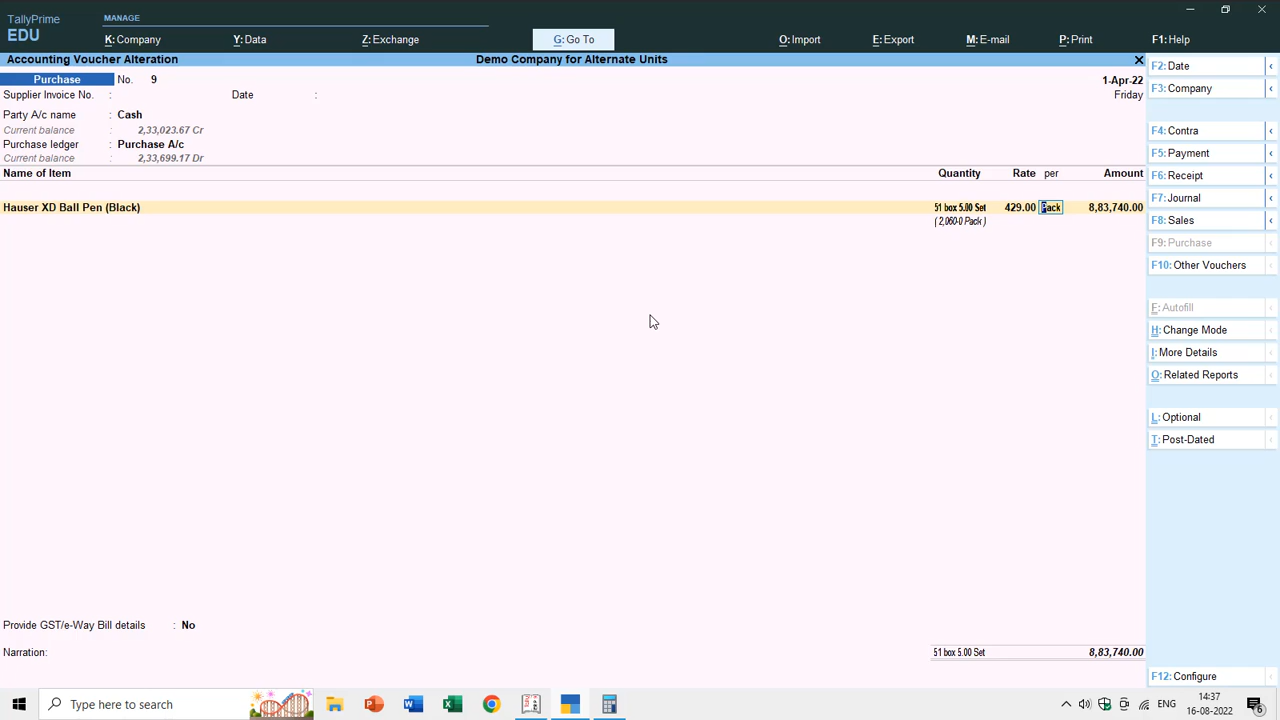 TallyPrime
EDU
MANAGE
K: Company
Y: Data
Z: Exchange
G: Go To
O: Import
E: Export
M: E-mail
P: Print
F1: Help
Accounting Voucher Alteration
Demo Company for Alternate Units
Purchase No. 9
1-Apr-22
Supplier Invoice No. : Date :
Friday
Party A/c name : Cash
Current balance : 2,33,023.67 Cr
Purchase ledger : Purchase A/c
Current balance : 2,33,699.17 Dr
Name of Item Quantity Rate per Amount
Hauser XD Ball Pen (Black) 51 box 5.00 Set 429.00 Pack 8,83,740.00
( 2,060-0 Pack )
Provide GST/e-Way Bill details : No
Narration: 51 box 5.00 Set 8,83,740.00
F2: Date
F3: Company
F4: Contra
F5: Payment
F6: Receipt
F7: Journal
F8: Sales
F9: Purchase
F10: Other Vouchers
E: Autofill
H: Change Mode
I: More Details
O: Related Reports
L: Optional
T: Post-Dated
F12: Configure
Type here to search
ENG
14:37
16-08-2022
6